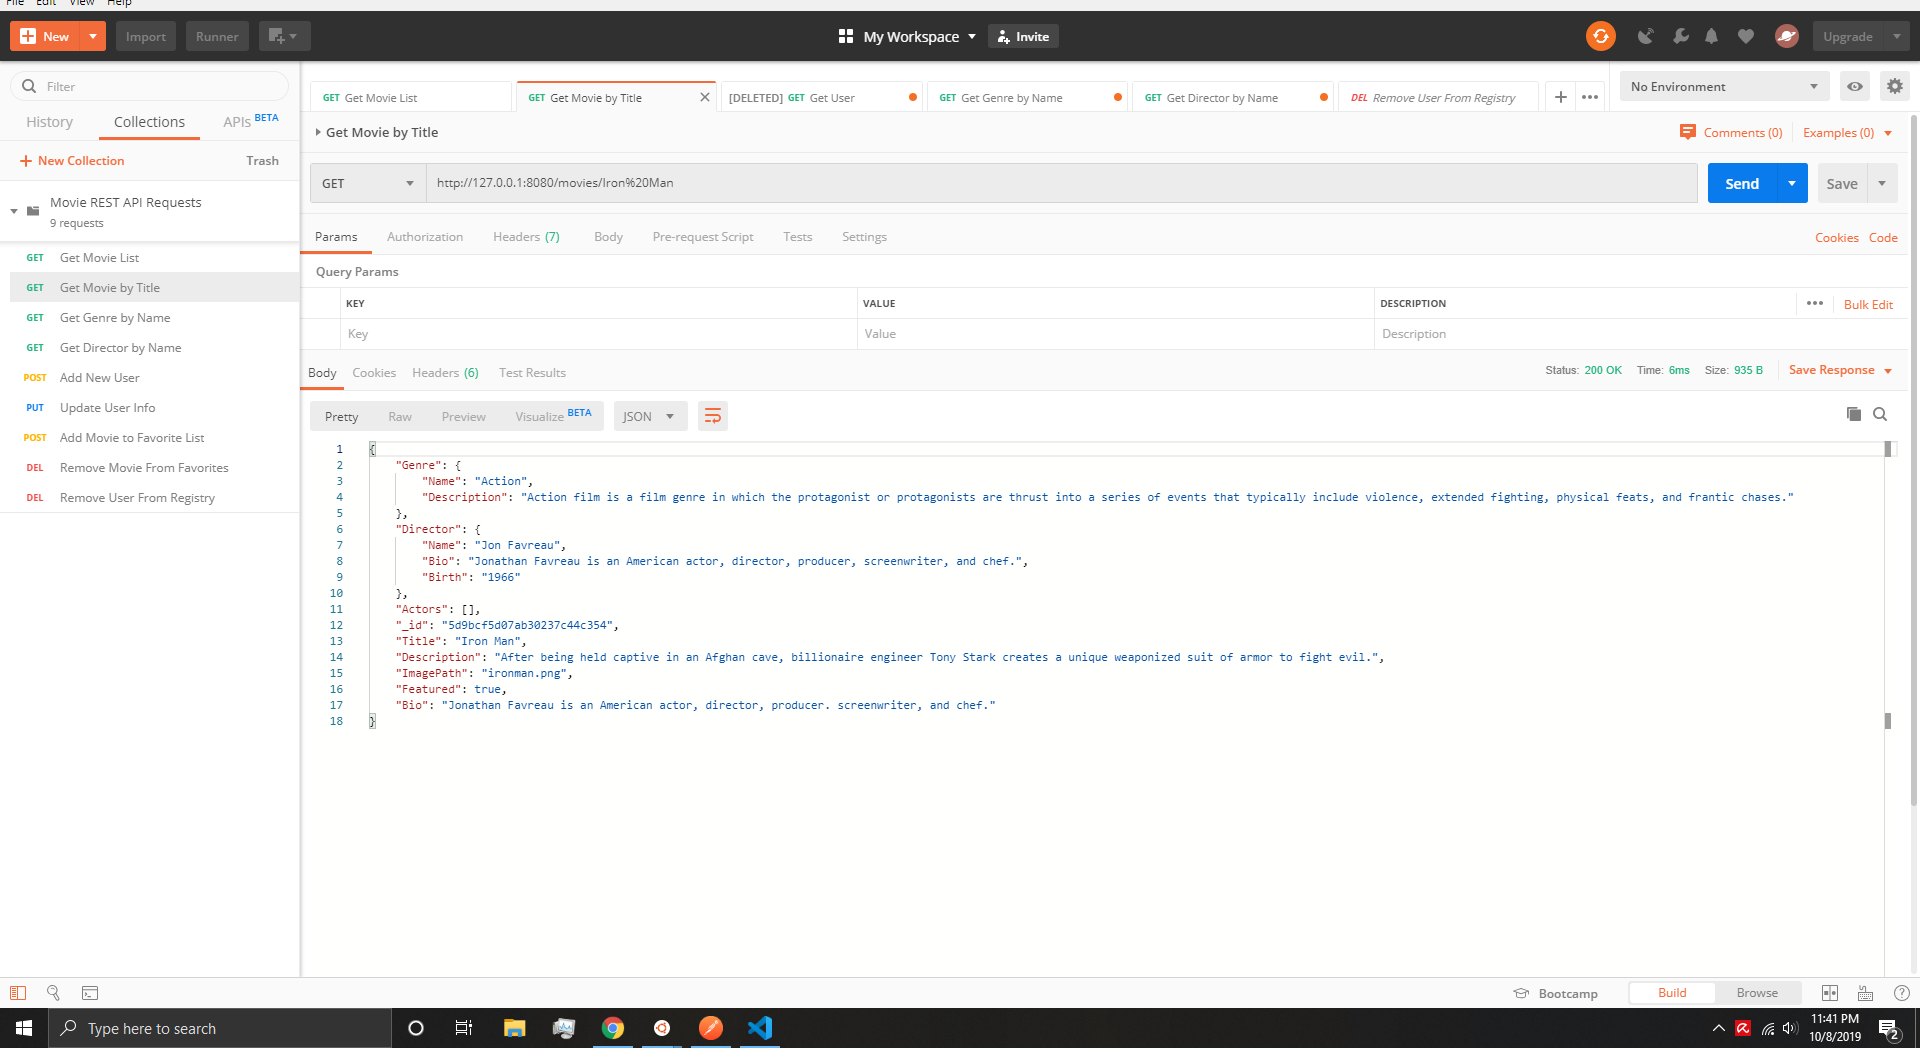 File Edit View Help
New Import Runner My Workspace Invite Upgrade
Filter
History Collections APIs BETA
New Collection Trash
Movie REST API Requests
9 requests
GET Get Movie List
GET Get Movie by Title
GET Get Genre by Name
GET Get Director by Name
POST Add New User
PUT Update User Info
POST Add Movie to Favorite List
DEL Remove Movie From Favorites
DEL Remove User From Registry
GET Get Movie List GET Get Movie by Title [DELETED] GET Get User GET Get Genre by Name GET Get Director by Name DEL Remove User From Registry No Environment
Get Movie by Title Comments (0) Examples (0)
GET http://127.0.0.1:8080/movies/Iron%20Man Send Save
Params Authorization Headers (7) Body Pre-request Script Tests Settings Cookies Code
Query Params
KEY VALUE DESCRIPTION Bulk Edit
Key Value Description
Body Cookies Headers (6) Test Results Status: 200 OK Time: 6ms Size: 935 B Save Response
Pretty Raw Preview Visualize BETA JSON
1 {
2 "Genre": {
3 "Name": "Action",
4 "Description": "Action film is a film genre in which the protagonist or protagonists are thrust into a series of events that typically include violence, extended fighting, physical feats, and frantic chases."
5 },
6 "Director": {
7 "Name": "Jon Favreau",
8 "Bio": "Jonathan Favreau is an American actor, director, producer, screenwriter, and chef.",
9 "Birth": "1966"
10 },
11 "Actors": [],
12 "_id": "5d9bcf5d07ab30237c44c354",
13 "Title": "Iron Man",
14 "Description": "After being held captive in an Afghan cave, billionaire engineer Tony Stark creates a unique weaponized suit of armor to fight evil.",
15 "ImagePath": "ironman.png",
16 "Featured": true,
17 "Bio": "Jonathan Favreau is an American actor, director, producer. screenwriter, and chef."
18 }
Bootcamp Build Browse
Type here to search
11:41 PM
10/8/2019
2